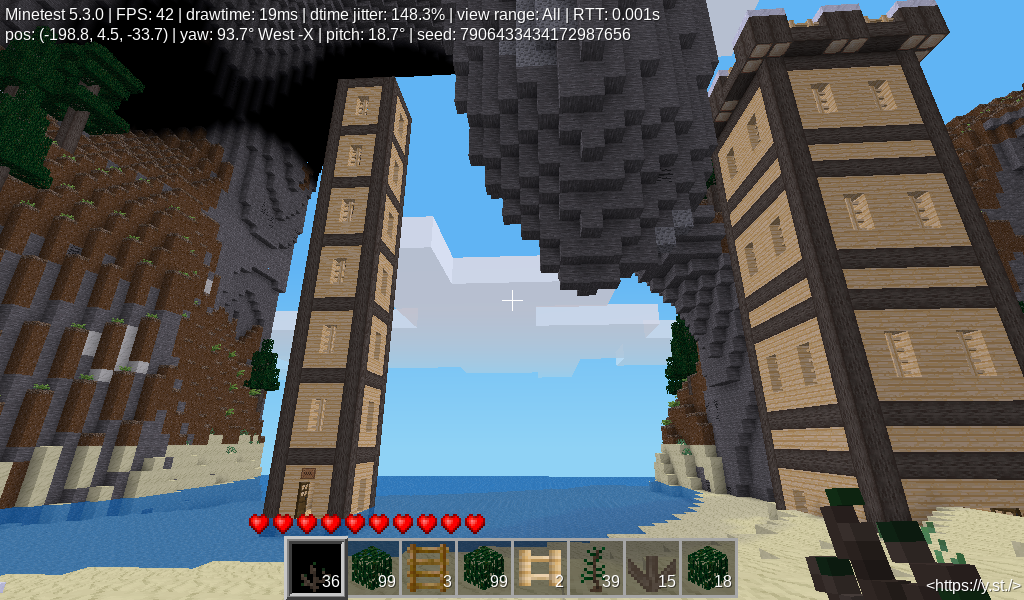 Minetest 5.3.0 | FPS: 42 | drawtime: 19ms | dtime jitter: 148.3% | view range: All | RTT: 0.001s
pos: (-198.8, 4.5, -33.7) | yaw: 93.7° West -X | pitch: 18.7° | seed: 7906433434172987656
36 99 3 99 2 39 15 18
<https://y.st./>